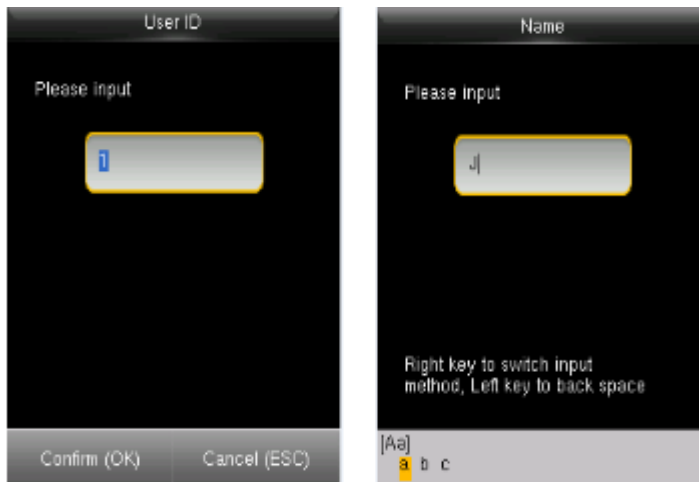 User ID
Please input
1
Confirm (OK) Cancel (ESC)
Name
Please input
J
Right key to switch input
method, Left key to back space
[Aa]
a b c